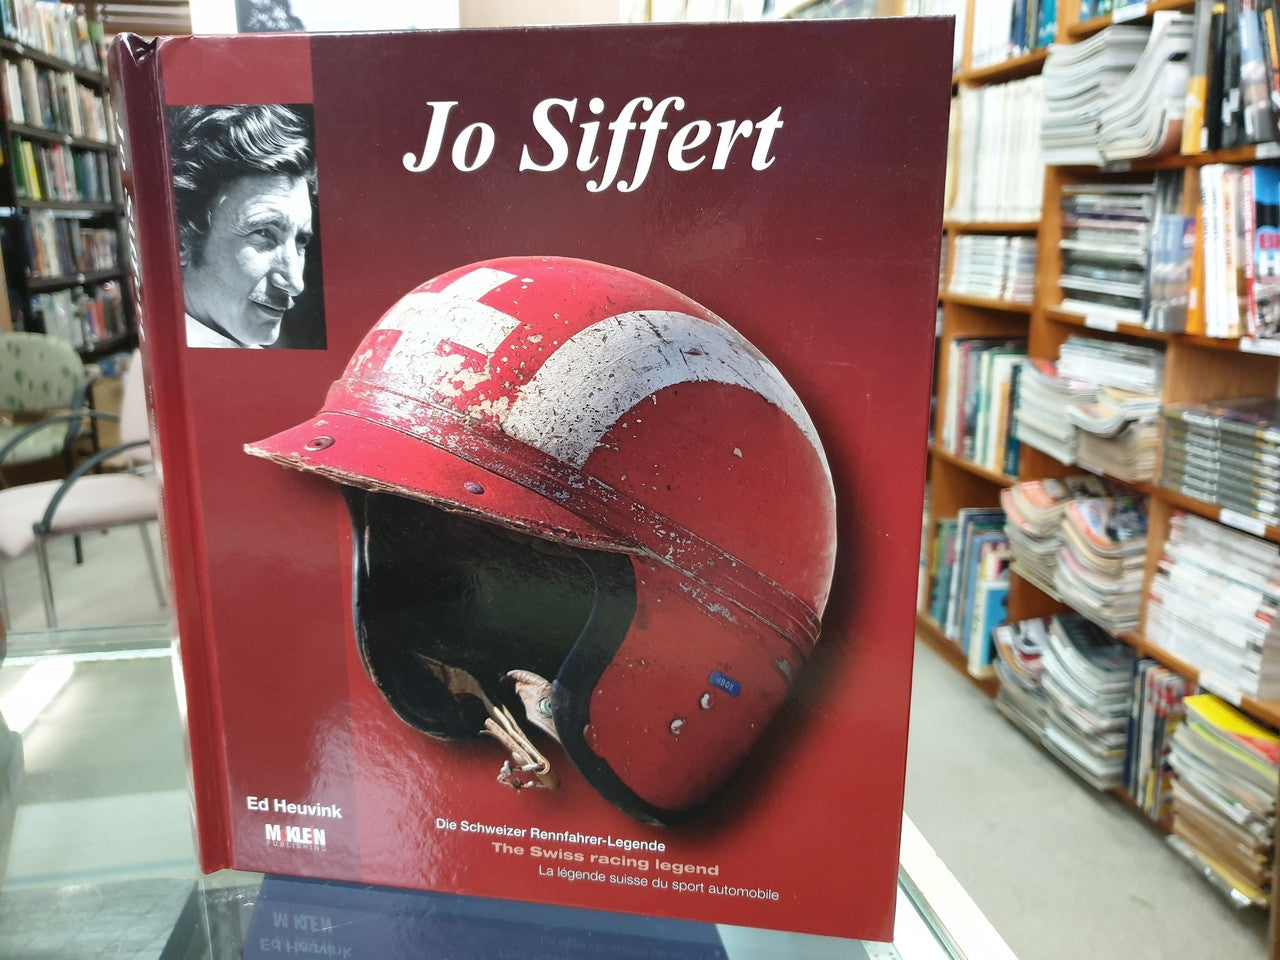 Jo Siffert
Ed Heuvink
MCKLEIN
PUBLISHING
Die Schweizer Rennfahrer-Legende
The Swiss racing legend
La légende suisse du sport automobile